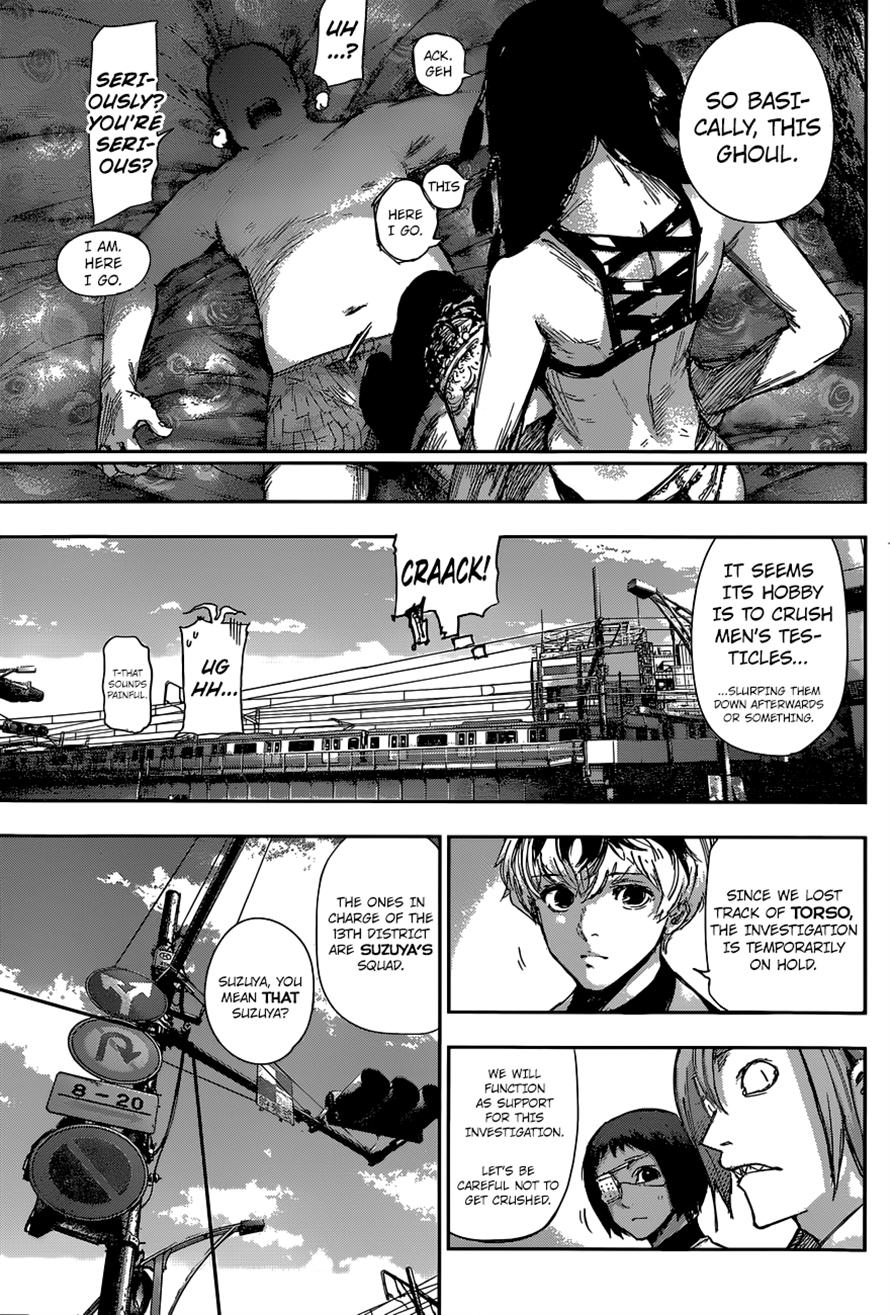 SO BASI-
CALLY, THIS
GHOUL.
ACK.
GEH
UH
...?
SERI-
OUSLY?
YOU'RE
SERI-
OUS?
THIS
HERE
I GO.
I AM.
HERE
I GO.
IT SEEMS
ITS HOBBY
IS TO CRUSH
MEN'S TES-
TICLES...
...SLURPING THEM
DOWN AFTERWARDS
OR SOMETHING.
CRAACK!
UG
HH...
T-THAT
SOUNDS
PAINFUL.
SINCE WE LOST
TRACK OF TORSO,
THE INVESTIGATION
IS TEMPORARILY
ON HOLD.
WE WILL
FUNCTION
AS SUPPORT
FOR THIS
INVESTIGATION.
LET'S BE
CAREFUL NOT TO
GET CRUSHED.
THE ONES IN
CHARGE OF THE
13TH DISTRICT
ARE SUZUYA'S
SQUAD.
SUZUYA, YOU
MEAN THAT
SUZUYA?
8-20